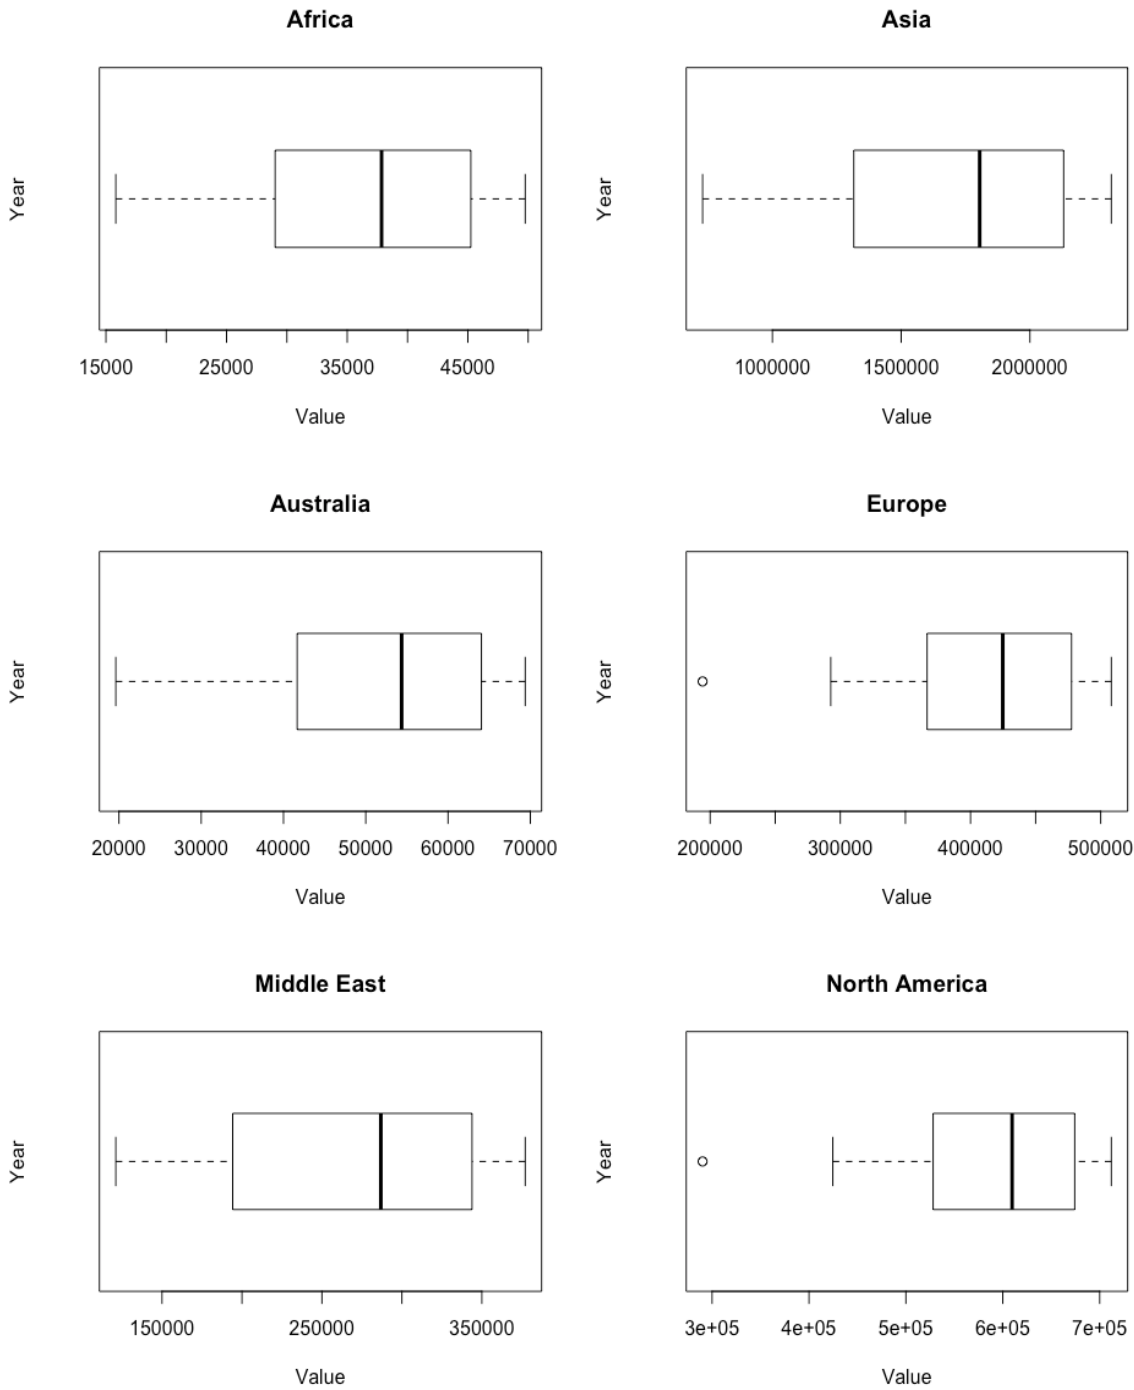 Africa
Year
15000 25000 35000 45000
Value
Asia
Year
1000000 1500000 2000000
Value
Australia
Year
20000 30000 40000 50000 60000 70000
Value
Europe
Year
200000 300000 400000 500000
Value
Middle East
Year
150000 250000 350000
Value
North America
Year
3e+05 4e+05 5e+05 6e+05 7e+05
Value